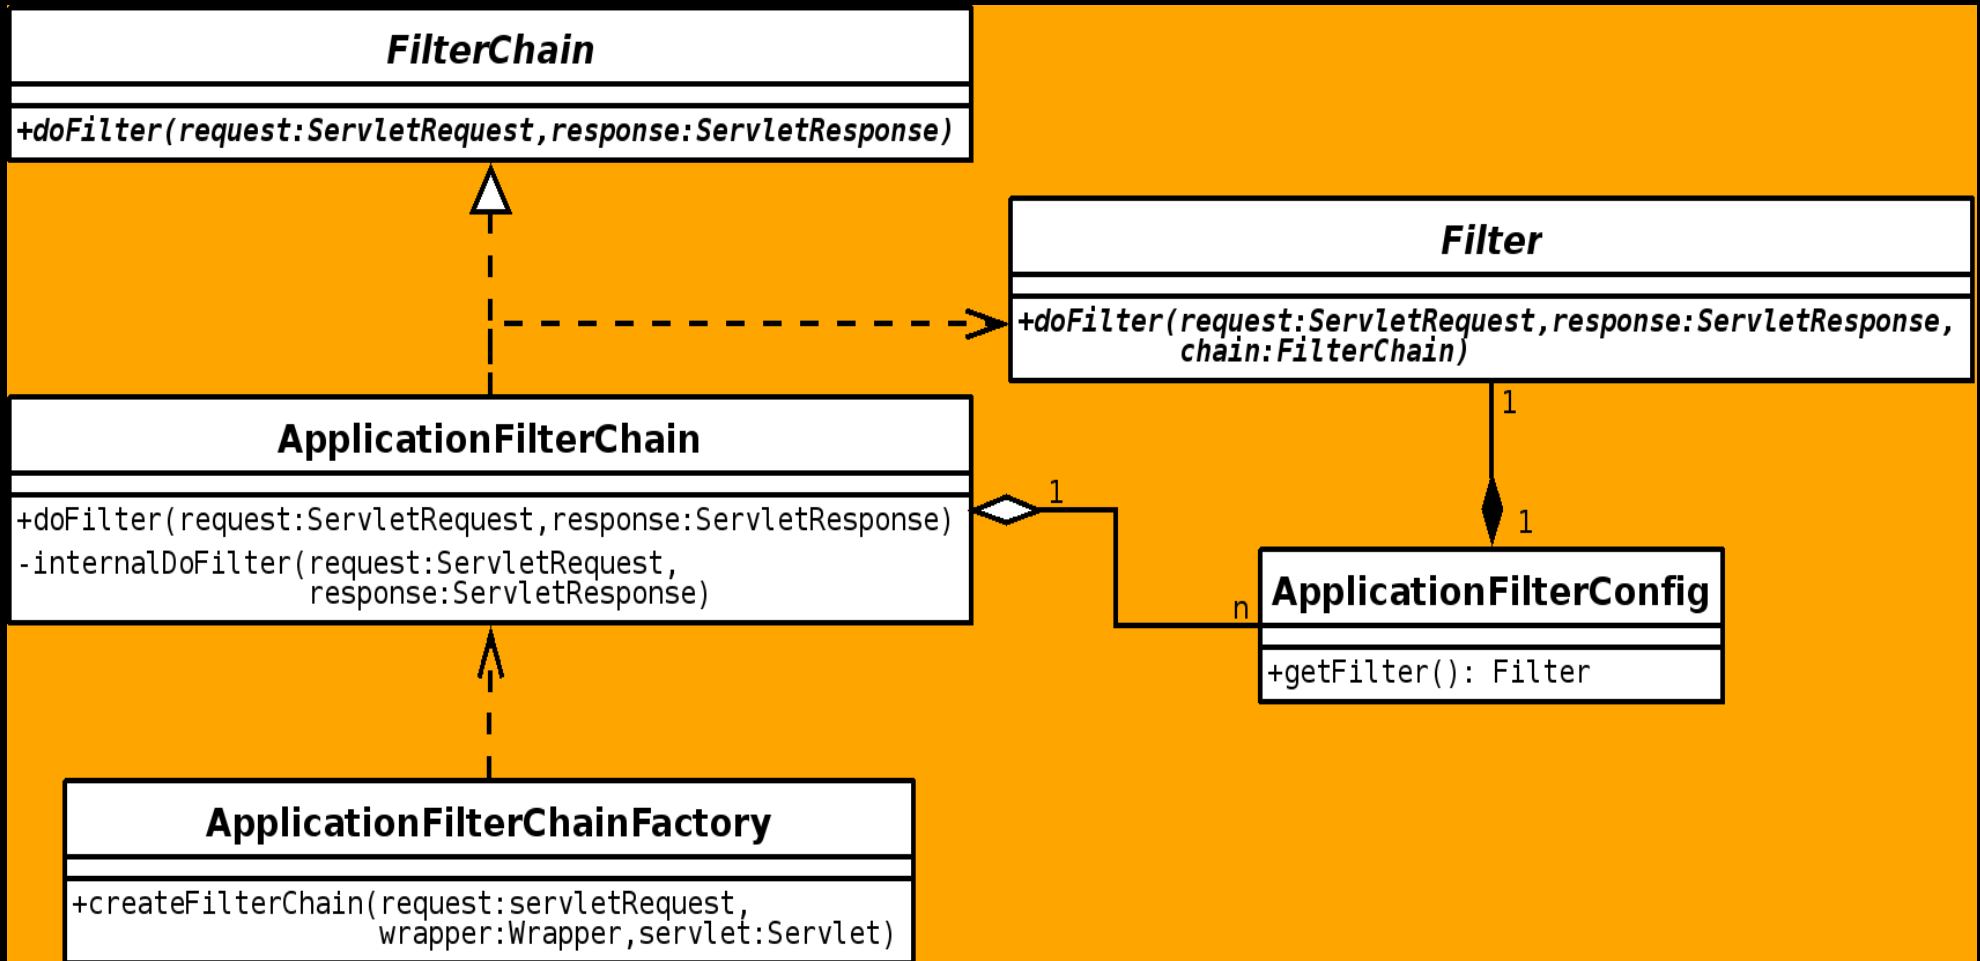 FilterChain
+doFilter(request:ServletRequest,response:ServletResponse)
Filter
+doFilter(request:ServletRequest,response:ServletResponse,
chain:FilterChain)
1
ApplicationFilterChain
+doFilter(request:ServletRequest,response:ServletResponse)
-internalDoFilter(request:ServletRequest,
response:ServletResponse)
1
1
n
ApplicationFilterConfig
+getFilter(): Filter
ApplicationFilterChainFactory
+createFilterChain(request:servletRequest,
wrapper:Wrapper,servlet:Servlet)